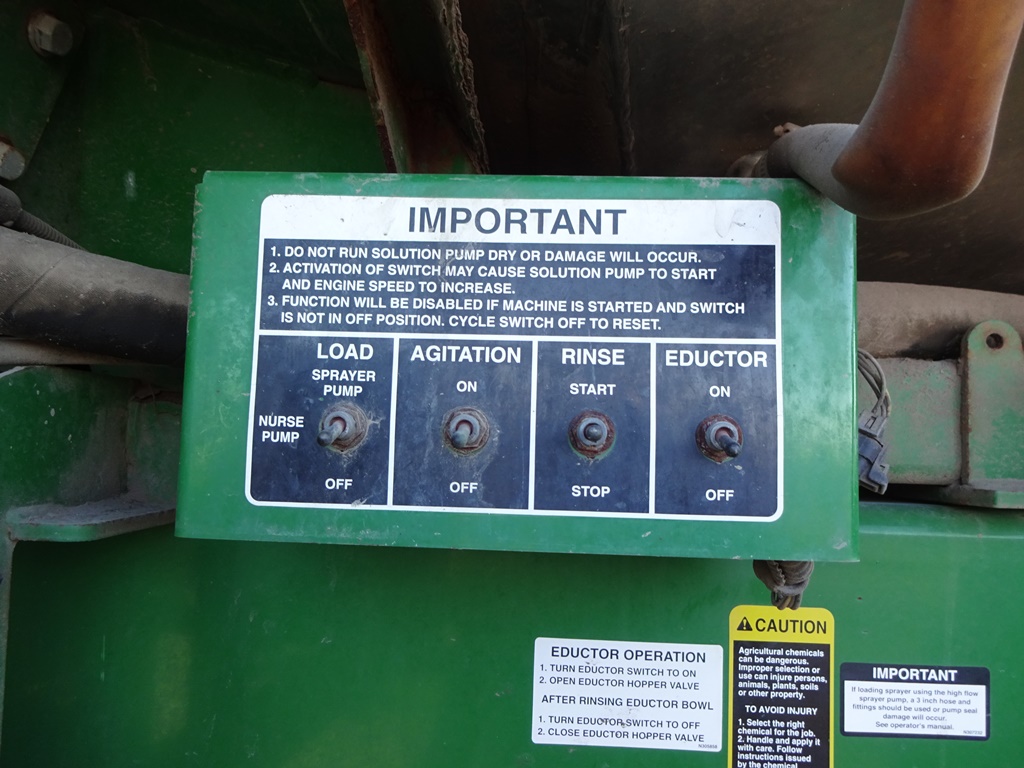 IMPORTANT
1. DO NOT RUN SOLUTION PUMP DRY OR DAMAGE WILL OCCUR.
2. ACTIVATION OF SWITCH MAY CAUSE SOLUTION PUMP TO START
AND ENGINE SPEED TO INCREASE.
3. FUNCTION WILL BE DISABLED IF MACHINE IS STARTED AND SWITCH
IS NOT IN OFF POSITION. CYCLE SWITCH OFF TO RESET.
LOAD
SPRAYER
PUMP
NURSE
PUMP
OFF
AGITATION
ON
OFF
RINSE
START
STOP
EDUCTOR
ON
OFF
EDUCTOR OPERATION
1. TURN EDUCTOR SWITCH TO ON
2. OPEN EDUCTOR HOPPER VALVE
AFTER RINSING EDUCTOR BOWL
1. TURN EDUCTOR SWITCH TO OFF
2. CLOSE EDUCTOR HOPPER VALVE
CAUTION
Agricultural chemicals
can be dangerous.
Improper selection or
use can injure persons,
animals, plants, soils
or other property.
TO AVOID INJURY
1. Select the right
chemical for the job.
2. Handle and apply it
with care. Follow
instructions issued
by the chemical
IMPORTANT
If loading sprayer using the high flow
sprayer pump, a 3 inch hose and
fittings should be used or pump seal
damage will occur.
See operator's manual.